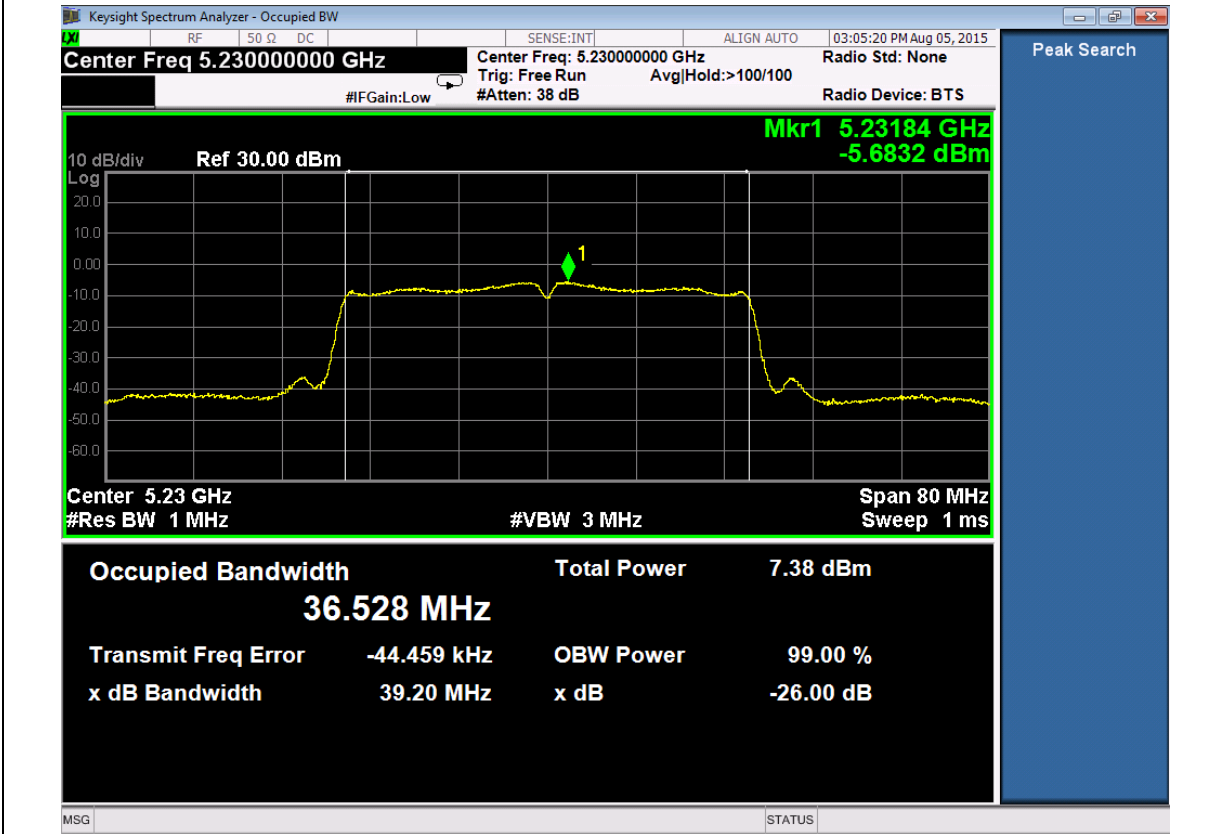 Keysight Spectrum Analyzer - Occupied BW
LXI RF 50 Ω DC SENSE:INT ALIGN AUTO 03:05:20 PM Aug 05, 2015
Center Freq 5.230000000 GHz
Center Freq: 5.230000000 GHz Radio Std: None
Trig: Free Run Avg|Hold:>100/100
#IFGain:Low #Atten: 38 dB Radio Device: BTS
Peak Search
Mkr1 5.23184 GHz
-5.6832 dBm
10 dB/div Ref 30.00 dBm
Log
20.0
10.0
0.00
-10.0
-20.0
-30.0
-40.0
-50.0
-60.0
1
Center 5.23 GHz Span 80 MHz
#Res BW 1 MHz #VBW 3 MHz Sweep 1 ms
Occupied Bandwidth Total Power 7.38 dBm
36.528 MHz
Transmit Freq Error -44.459 kHz OBW Power 99.00 %
x dB Bandwidth 39.20 MHz x dB -26.00 dB
MSG STATUS